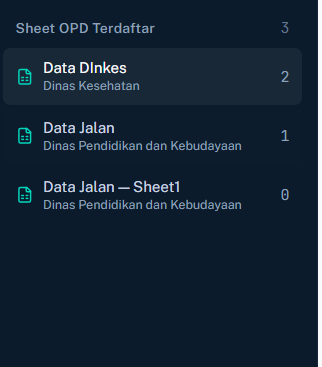 Sheet OPD Terdaftar 3
Data DInkes
Dinas Kesehatan
2
Data Jalan
Dinas Pendidikan dan Kebudayaan
1
Data Jalan — Sheet1
Dinas Pendidikan dan Kebudayaan
0